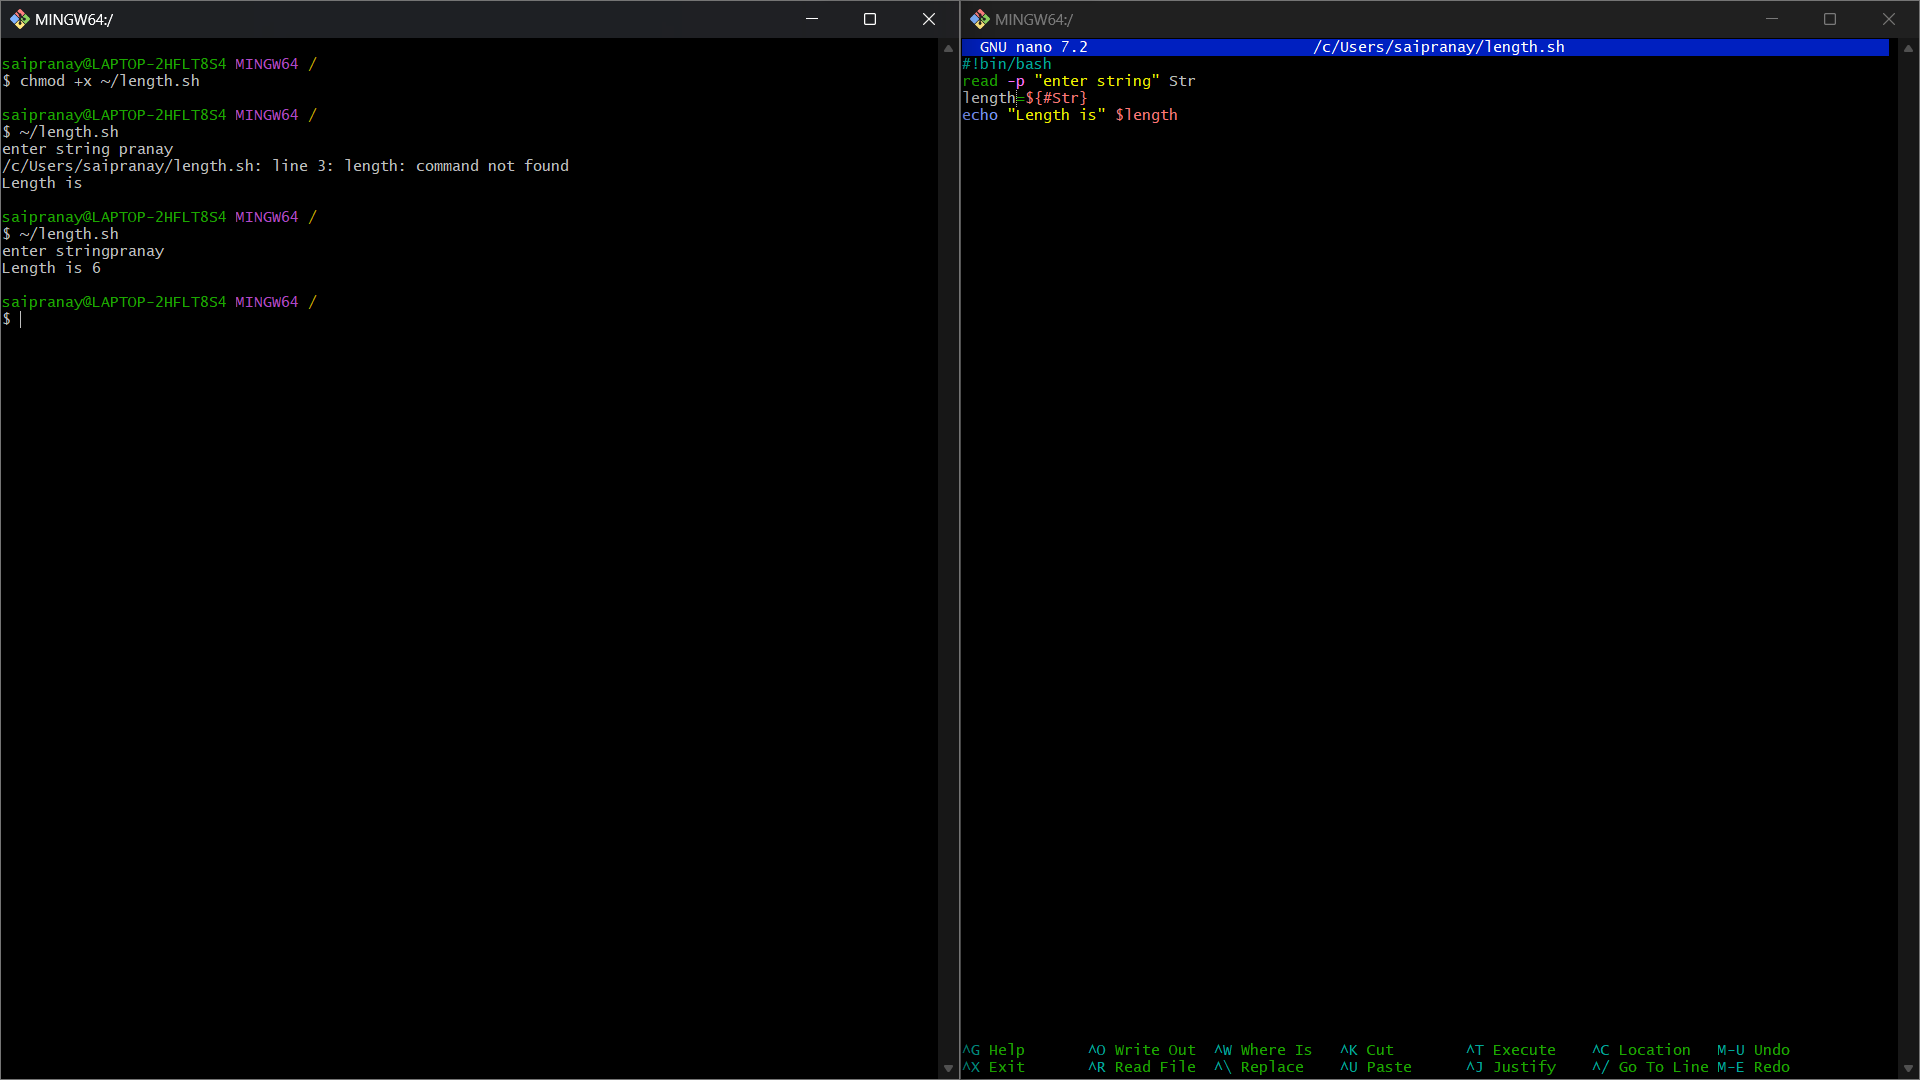 MINGW64:/
saipranay@LAPTOP-2HFLT8S4 MINGW64 /
$ chmod +x ~/length.sh
saipranay@LAPTOP-2HFLT8S4 MINGW64 /
$ ~/length.sh
enter string pranay
/c/Users/saipranay/length.sh: line 3: length: command not found
Length is
saipranay@LAPTOP-2HFLT8S4 MINGW64 /
$ ~/length.sh
enter stringpranay
Length is 6
saipranay@LAPTOP-2HFLT8S4 MINGW64 /
$
MINGW64:/
GNU nano 7.2 /c/Users/saipranay/length.sh
#!bin/bash
read -p "enter string" Str
length=${#Str}
echo "Length is" $length
^G Help ^O Write Out ^W Where Is ^K Cut ^T Execute ^C Location M-U Undo
^X Exit ^R Read File ^\ Replace ^U Paste ^J Justify ^/ Go To Line M-E Redo